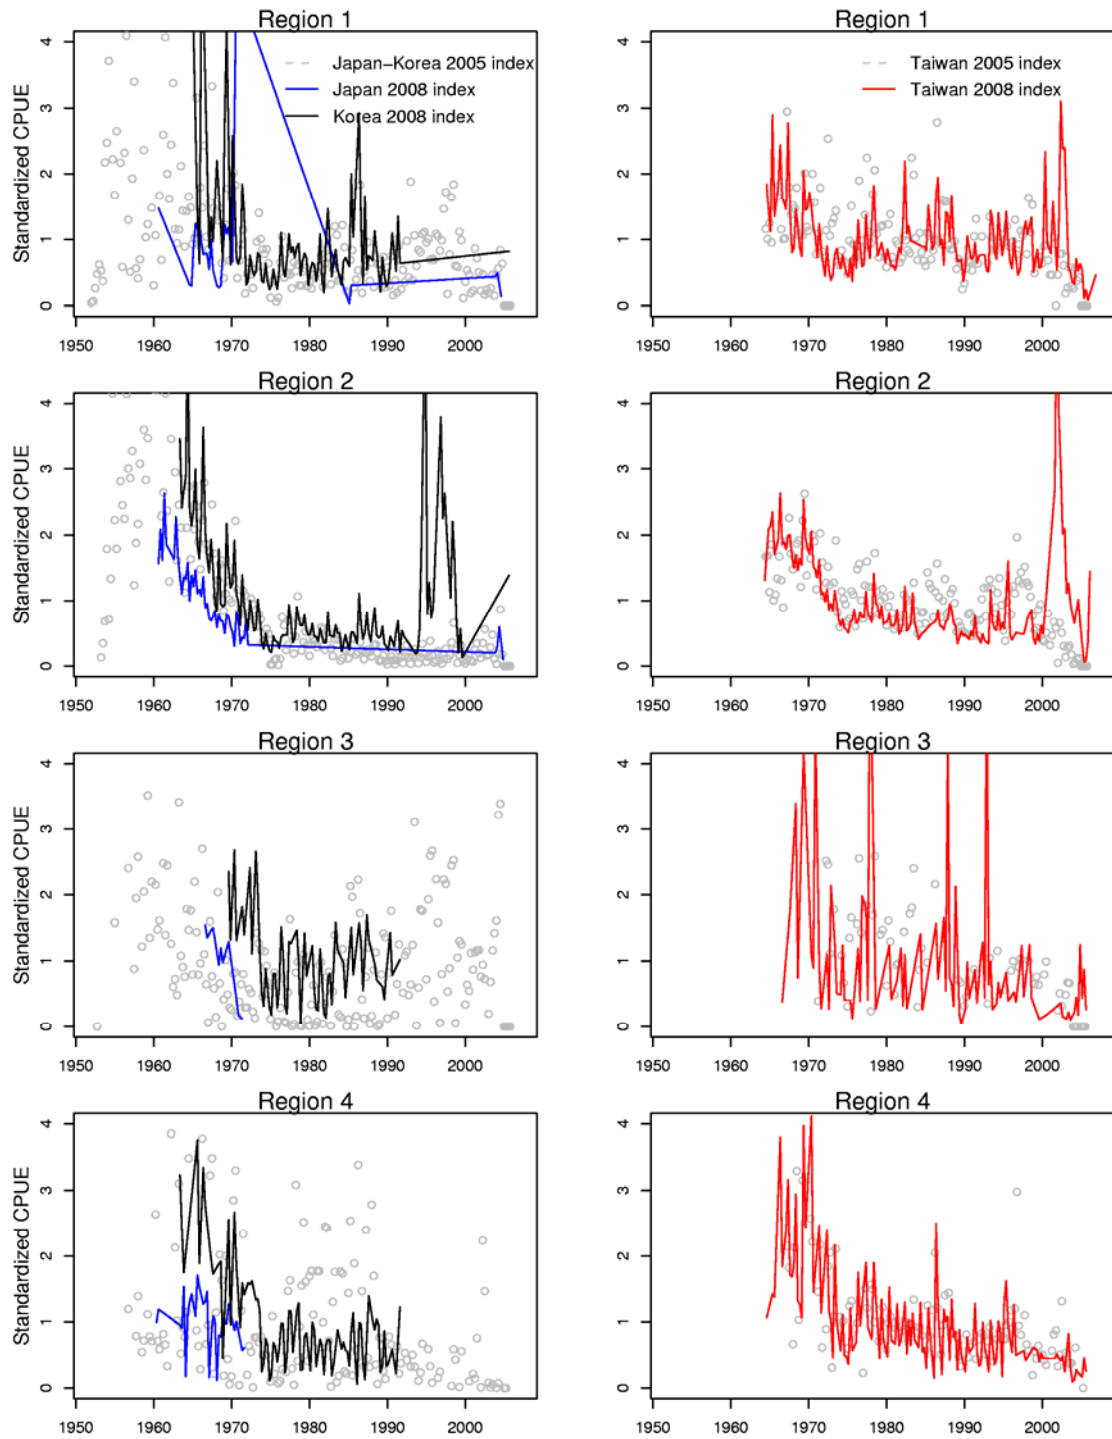 Region 1
Standardized CPUE
4
3
2
1
0
Japan-Korea 2005 index
Japan 2008 index
Korea 2008 index
1950 1960 1970 1980 1990 2000
Region 1
4
3
2
1
0
Taiwan 2005 index
Taiwan 2008 index
1950 1960 1970 1980 1990 2000
Region 2
Standardized CPUE
4
3
2
1
0
1950 1960 1970 1980 1990 2000
Region 2
4
3
2
1
0
1950 1960 1970 1980 1990 2000
Region 3
Standardized CPUE
4
3
2
1
0
1950 1960 1970 1980 1990 2000
Region 3
4
3
2
1
0
1950 1960 1970 1980 1990 2000
Region 4
Standardized CPUE
4
3
2
1
0
1950 1960 1970 1980 1990 2000
Region 4
4
3
2
1
0
1950 1960 1970 1980 1990 2000